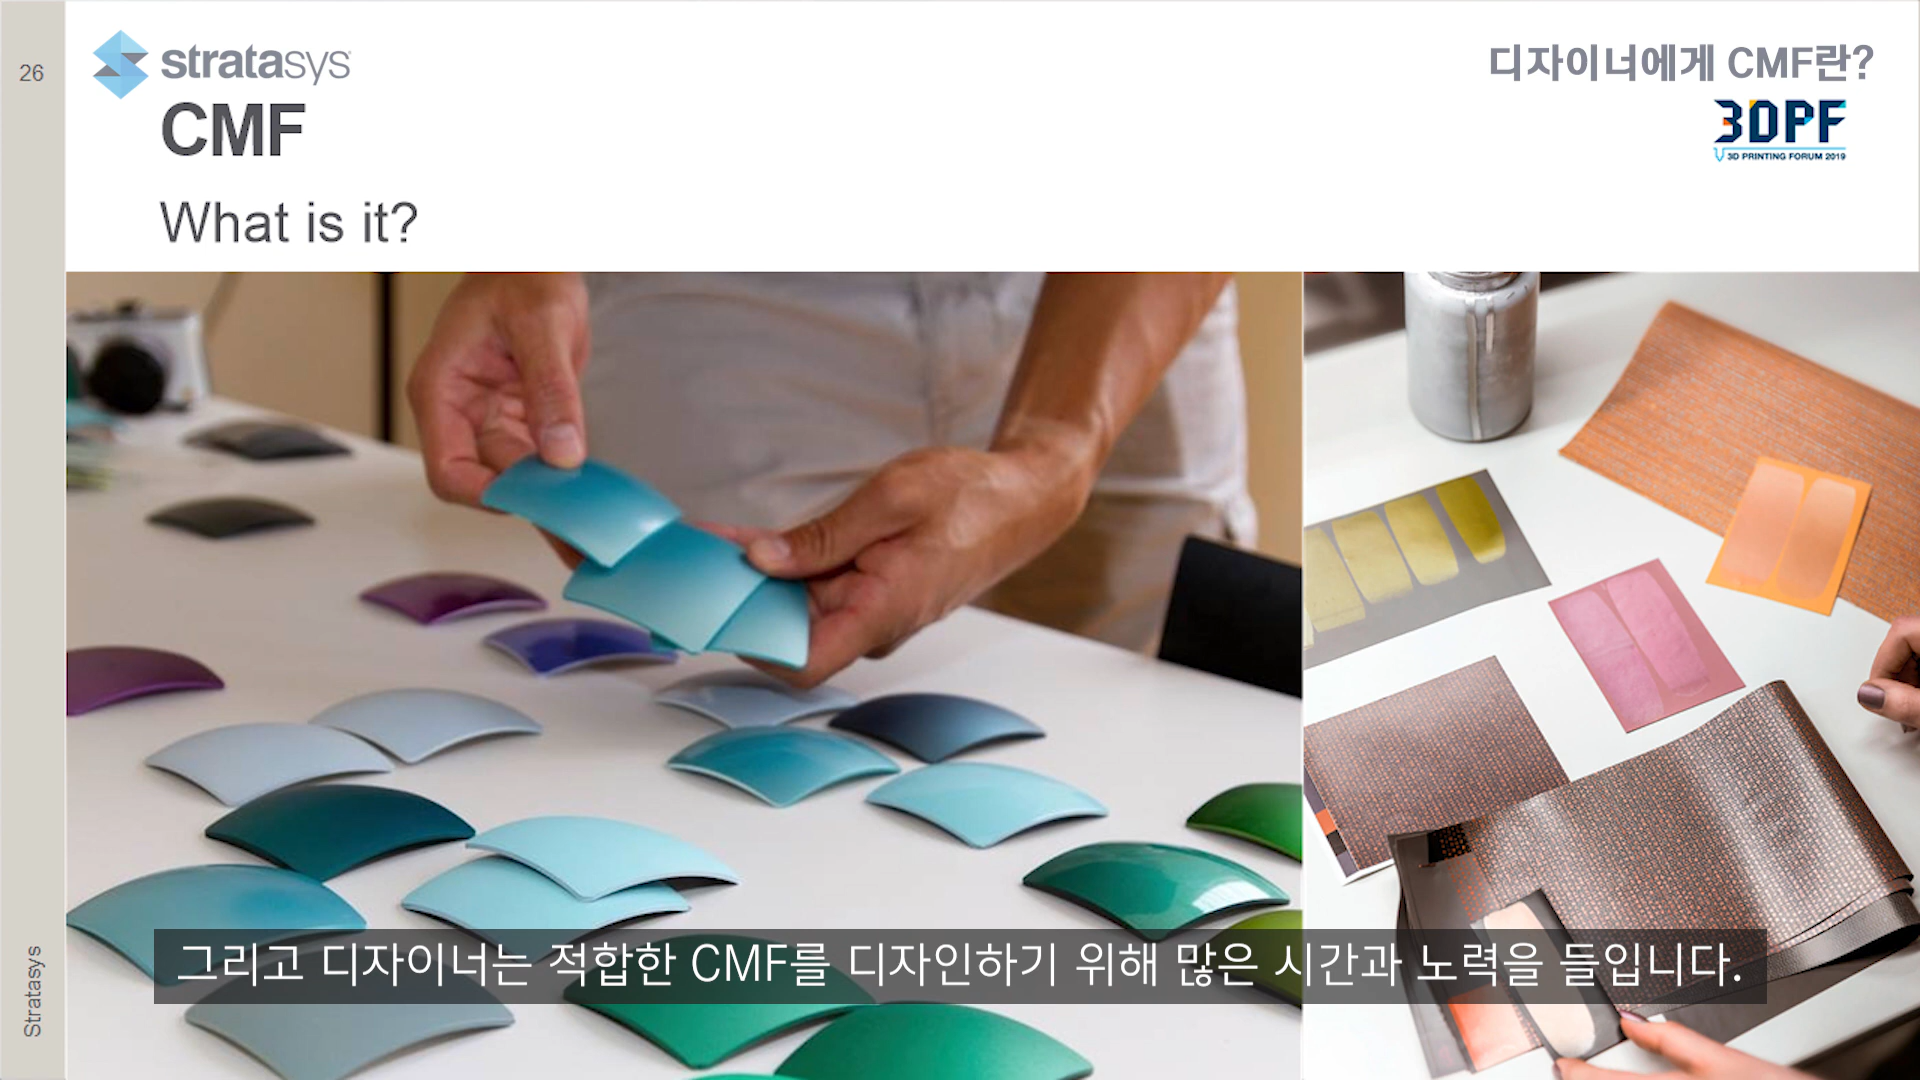 26
stratasys
디자이너에게 CMF란?
CMF
3DPF
3D PRINTING FORUM 2019
What is it?
그리고 디자이너는 적합한 CMF를 디자인하기 위해 많은 시간과 노력을 들입니다.
Stratasys